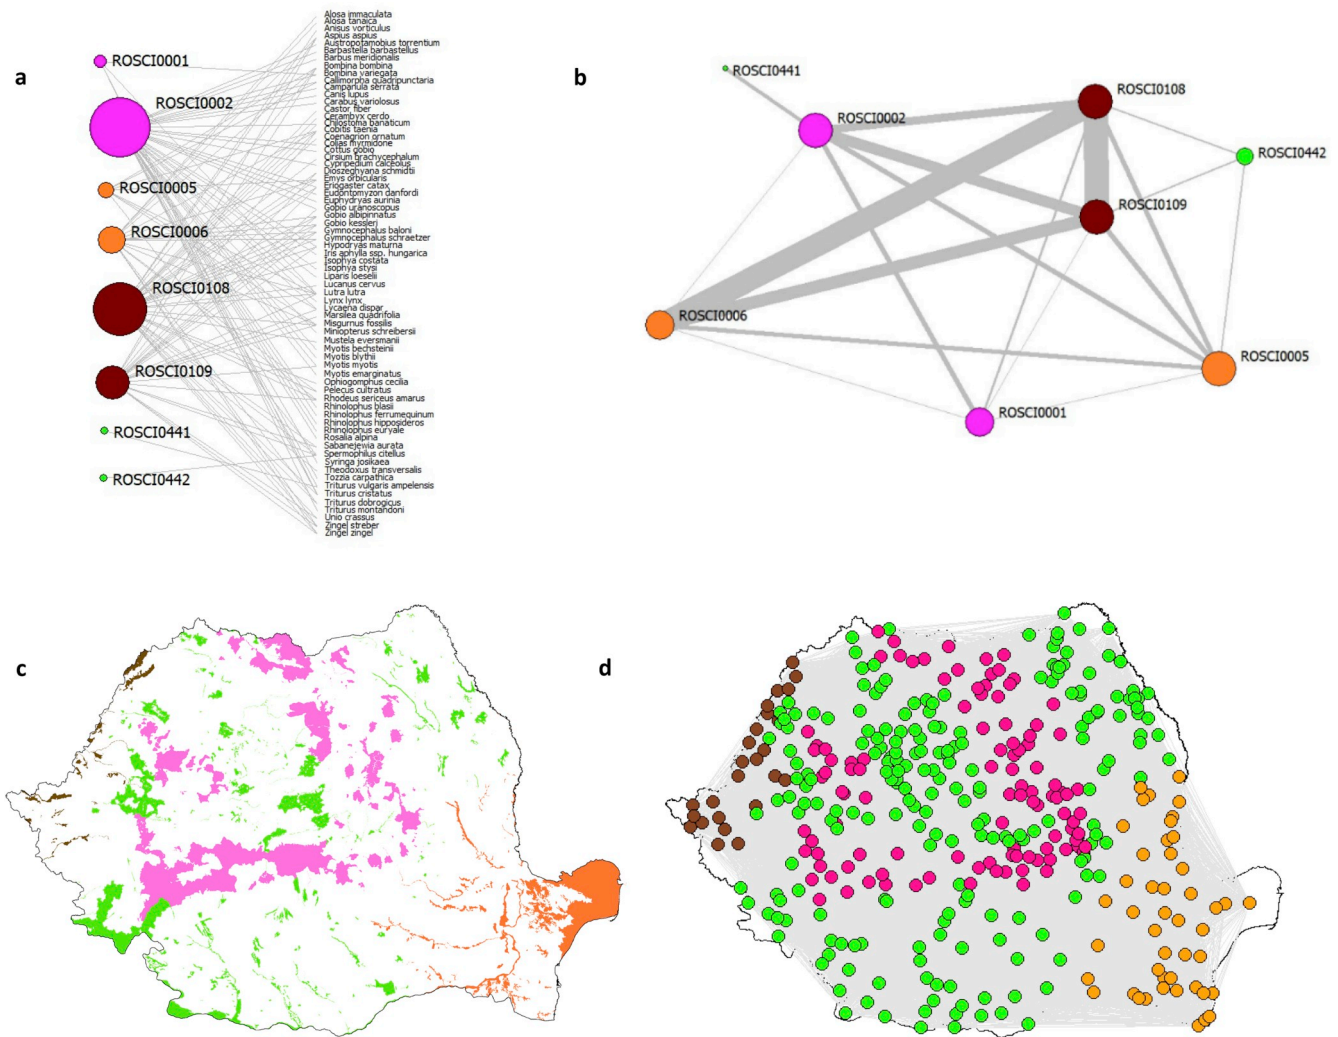 a
ROSCI0001
ROSCI0002
ROSCI0005
ROSCI0006
ROSCI0108
ROSCI0109
ROSCI0441
ROSCI0442
Alosa immaculata
Alosa tanaica
Anisus vorticulus
Aspius aspius
Austropotamobius torrentium
Barbastella barbastellus
Barbus meridionalis
Bombina bombina
Bombina variegata
Callimorpha quadripunctaria
Campanula serrata
Canis lupus
Carabus variolosus
Castor fiber
Cerambyx cerdo
Chilostoma banaticum
Cobitis taenia
Coenagrion ornatum
Colias myrmidone
Cottus gobio
Cirsium brachycephalum
Cypripedium calceolus
Dioszeghyana schmidtii
Emys orbicularis
Eriogaster catax
Eudontomyzon danfordi
Euphydryas aurinia
Gobio uranoscopus
Gobio albipinnatus
Gobio kessleri
Gymnocephalus baloni
Gymnocephalus schraetzer
Hypodryas maturna
Iris aphylla ssp. hungarica
Isophya costata
Isophya stysi
Liparis loeselii
Lucanus cervus
Lutra lutra
Lynx lynx
Lycaena dispar
Marsilea quadrifolia
Misgurnus fossilis
Miniopterus schreibersii
Mustela eversmanii
Myotis bechsteinii
Myotis blythii
Myotis myotis
Myotis emarginatus
Ophiogomphus cecilia
Pelecus cultratus
Rhodeus sericeus amarus
Rhinolophus blasii
Rhinolophus ferrumequinum
Rhinolophus hipposideros
Rhinolophus euryale
Rosalia alpina
Sabanejewia aurata
Spermophilus citellus
Syringa josikaea
Theodoxus transversalis
Tozzia carpathica
Triturus vulgaris ampelensis
Triturus cristatus
Triturus dobrogicus
Triturus montandoni
Unio crassus
Zingel streber
Zingel zingel
b
ROSCI0441
ROSCI0002
ROSCI0108
ROSCI0442
ROSCI0109
ROSCI0006
ROSCI0005
ROSCI0001
c
d